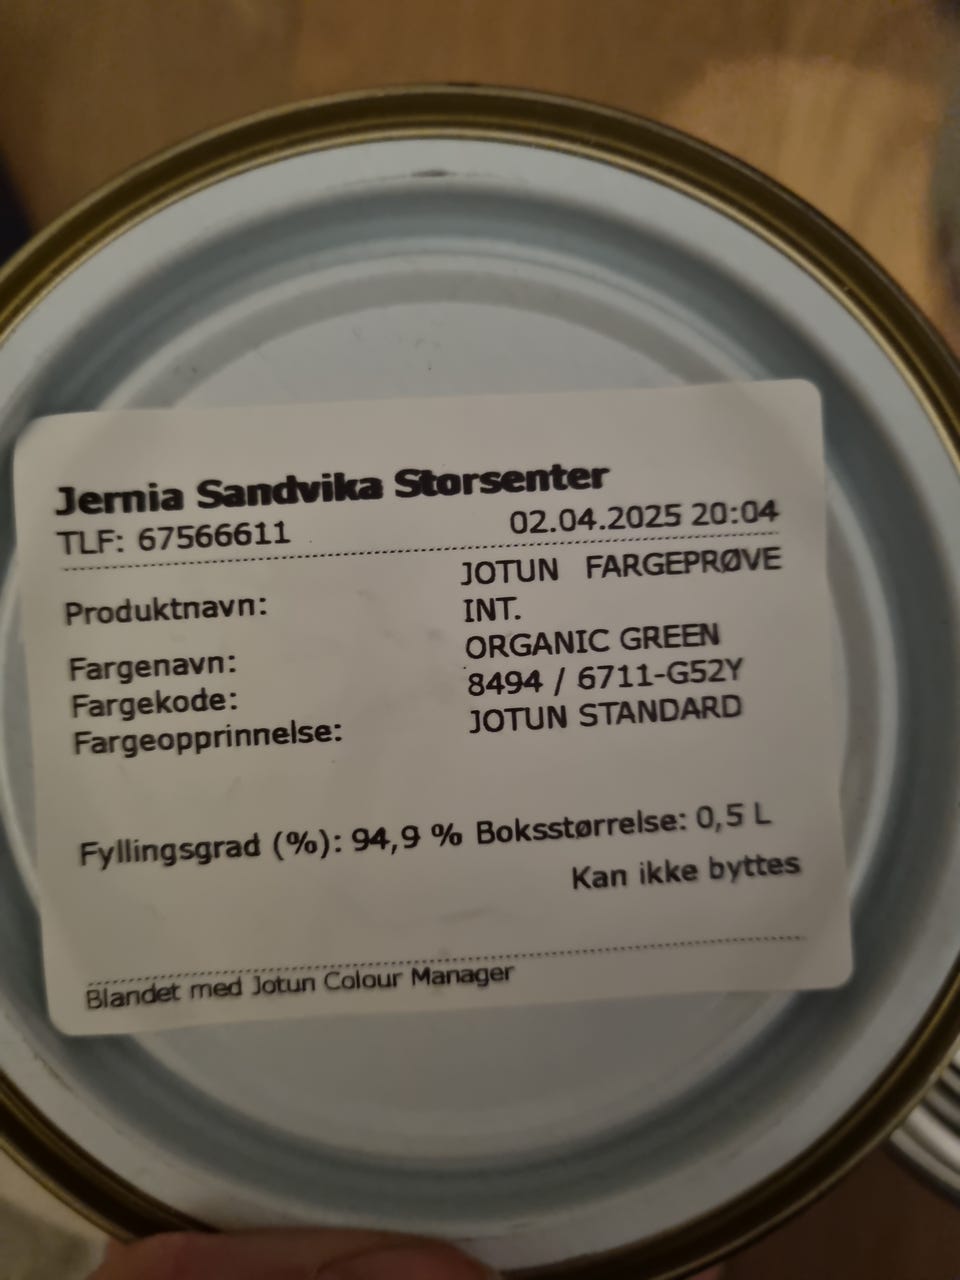 Jernia Sandvika Storsenter
TLF: 67566611 02.04.2025 20:04
Produktnavn: JOTUN FARGEPRØVE
INT.
Fargenavn: ORGANIC GREEN
Fargekode: 8494 / 6711-G52Y
Fargeopprinnelse: JOTUN STANDARD
Fyllingsgrad (%): 94,9 % Boksstørrelse: 0,5 L
Kan ikke byttes
Blandet med Jotun Colour Manager